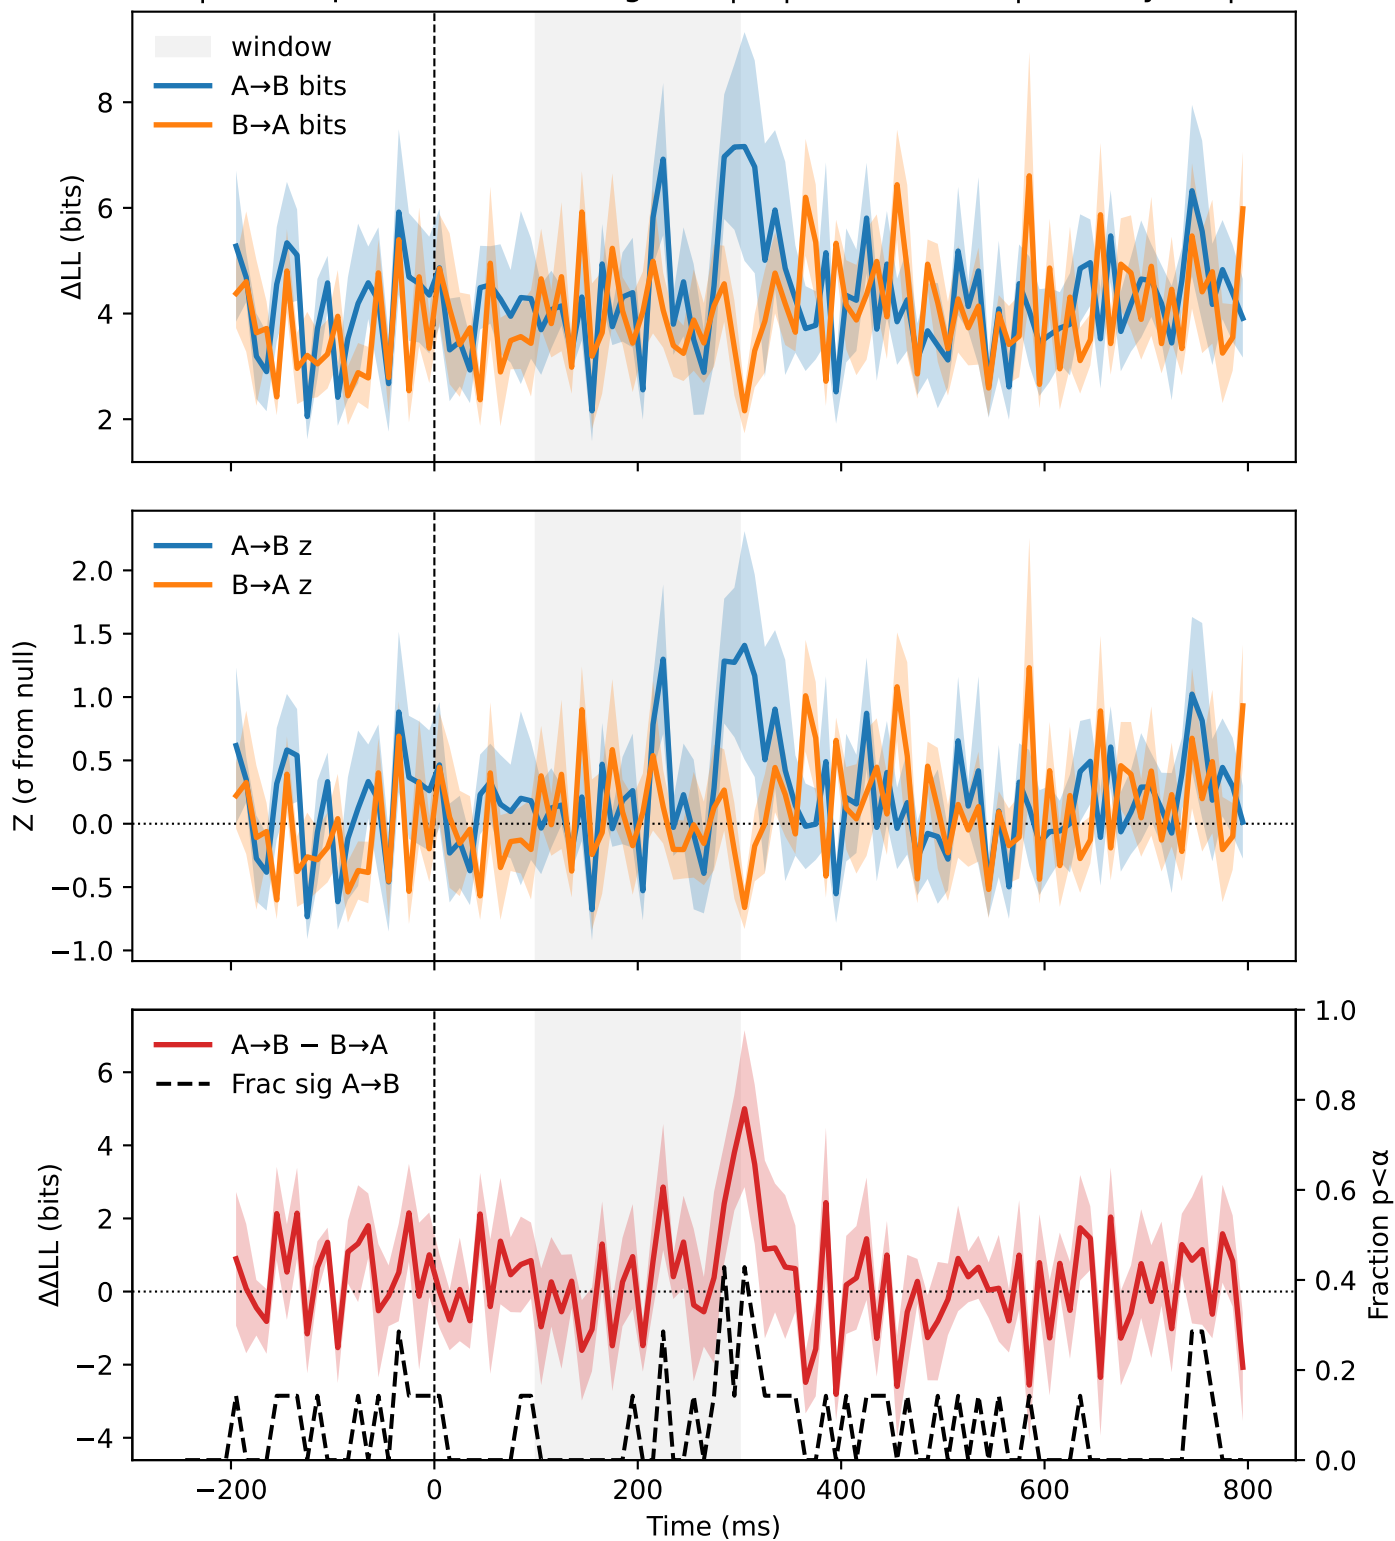 window
A→B bits
B→A bits
ΔLL (bits)
8
6
4
2
A→B z
B→A z
Z (σ from null)
2.0
1.5
1.0
0.5
0.0
−0.5
−1.0
A→B − B→A
Frac sig A→B
ΔΔLL (bits)
6
4
2
0
−2
−4
1.0
0.8
0.6
0.4
0.2
0.0
Fraction p<α
−200
0
200
400
600
800
Time (ms)